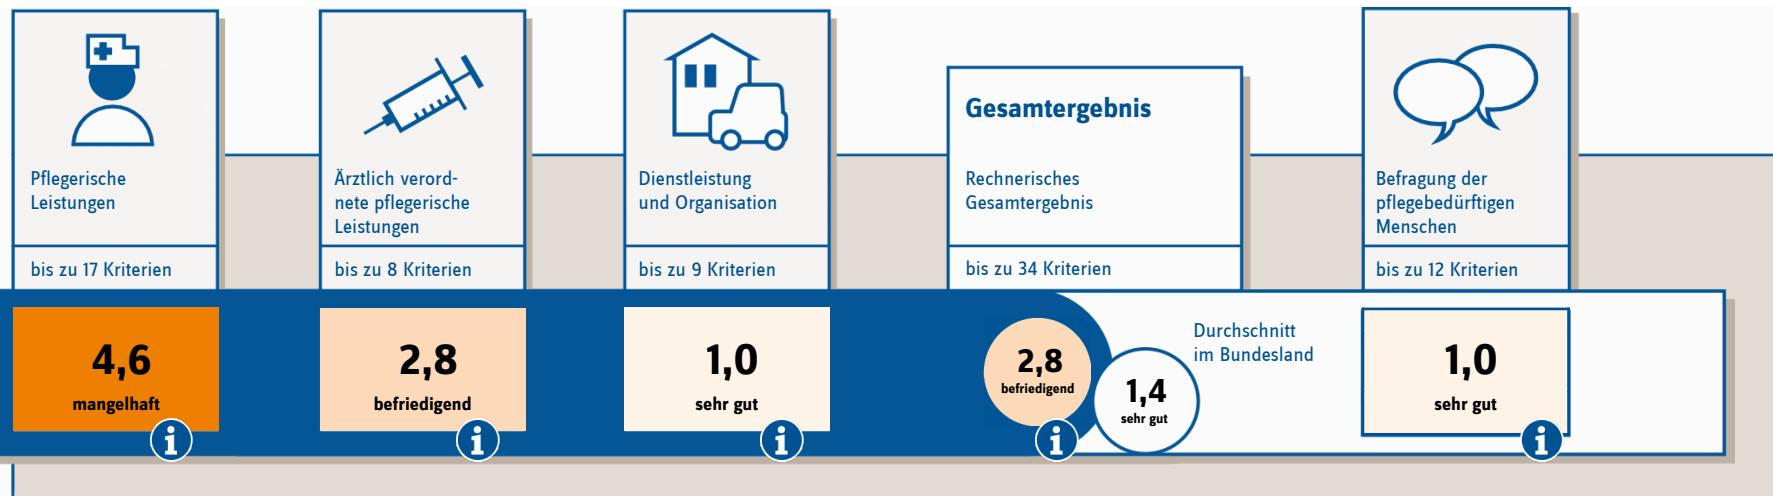 Pflegerische
Leistungen
bis zu 17 Kriterien
4,6
mangelhaft
Ärztlich verord-
nete pflegerische
Leistungen
bis zu 8 Kriterien
2,8
befriedigend
Dienstleistung
und Organisation
bis zu 9 Kriterien
1,0
sehr gut
Gesamtergebnis
Rechnerisches
Gesamtergebnis
bis zu 34 Kriterien
2,8
befriedigend
Durchschnitt
im Bundesland
1,4
sehr gut
Befragung der
pflegebedürftigen
Menschen
bis zu 12 Kriterien
1,0
sehr gut